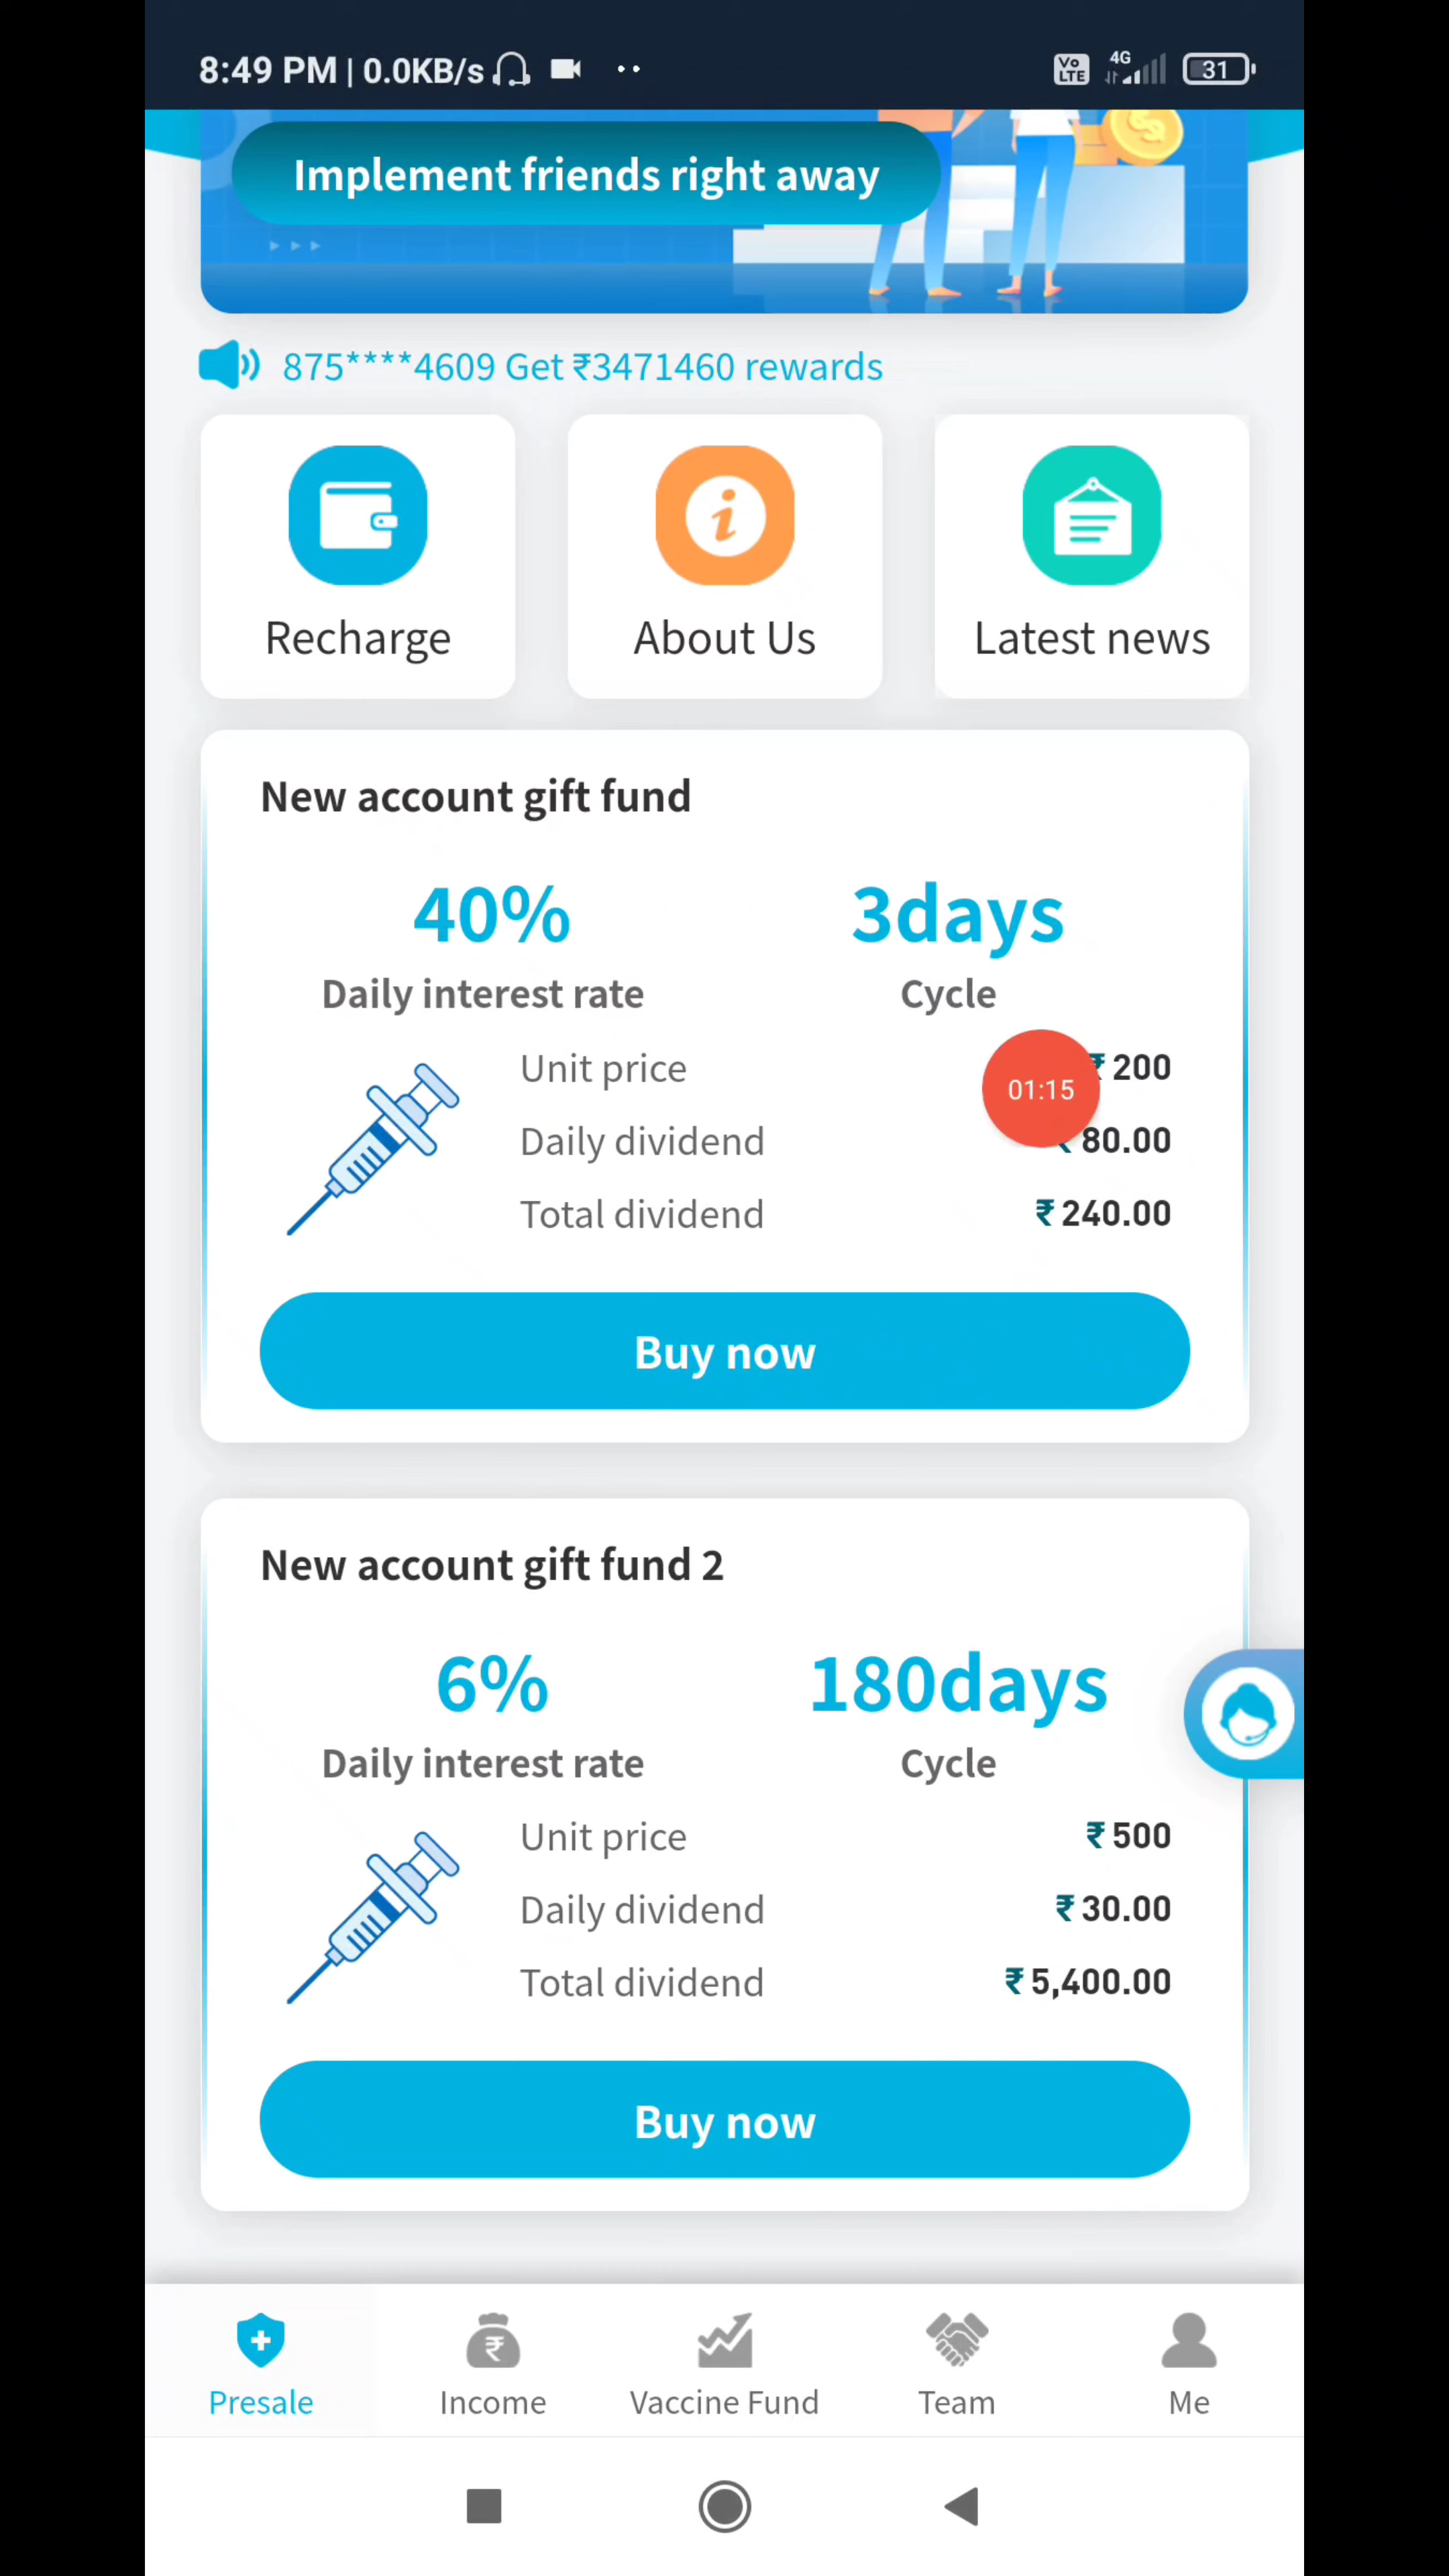 8:49 PM | 0.0KB/s
Vo LTE 4G 31
Implement friends right away
875****4609 Get ₹3471460 rewards
Recharge About Us Latest news
New account gift fund
40% 3days
Daily interest rate Cycle
Unit price ₹ 200
01:15
Daily dividend ₹ 80.00
Total dividend ₹ 240.00
Buy now
New account gift fund 2
6% 180days
Daily interest rate Cycle
Unit price ₹ 500
Daily dividend ₹ 30.00
Total dividend ₹ 5,400.00
Buy now
Presale Income Vaccine Fund Team Me